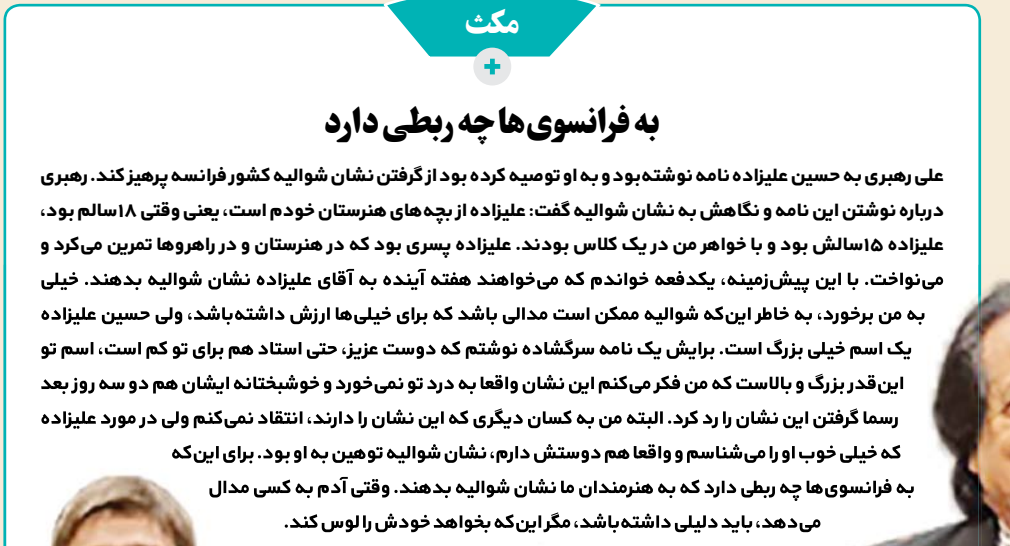 مکث
به فرانسوی‌ها چه ربطی دارد
علی رهبری به حسین علیزاده نامه نوشته‌بود و به او توصیه کرده بود از گرفتن نشان شوالیه کشور فرانسه پرهیز کند. رهبری
درباره نوشتن این نامه و نگاهش به نشان شوالیه گفت: علیزاده از بچه‌های هنرستان خودم است، یعنی وقتی ۱۸سالم بود،
علیزاده ۱۵سالش بود و با خواهر من در یک کلاس بودند. علیزاده پسری بود که در هنرستان و در راهروها تمرین می‌کرد و
می‌نواخت. با این پیش‌زمینه، یکدفعه خواندم که می‌خواهند هفته آینده به آقای علیزاده نشان شوالیه بدهند. خیلی
به من برخورد، به خاطر این‌که شوالیه ممکن است مدالی باشد که برای خیلی‌ها ارزش داشته‌باشد، ولی حسین علیزاده
یک اسم خیلی بزرگ است. برایش یک نامه سرگشاده نوشتم که دوست عزیز، حتی استاد هم برای تو کم است، اسم تو
این‌قدر بزرگ و بالاست که من فکر می‌کنم این نشان واقعا به درد تو نمی‌خورد و خوشبختانه ایشان هم دو سه روز بعد
رسما گرفتن این نشان را رد کرد. البته من به کسان دیگری که این نشان را دارند، انتقاد نمی‌کنم ولی در مورد علیزاده
که خیلی خوب او را می‌شناسم و واقعا هم دوستش دارم، نشان شوالیه توهین به او بود. برای این‌که
به فرانسوی‌ها چه ربطی دارد که به هنرمندان ما نشان شوالیه بدهند. وقتی آدم به کسی مدال
می‌دهد، باید دلیلی داشته‌باشد، مگر این‌که بخواهد خودش را لوس کند.